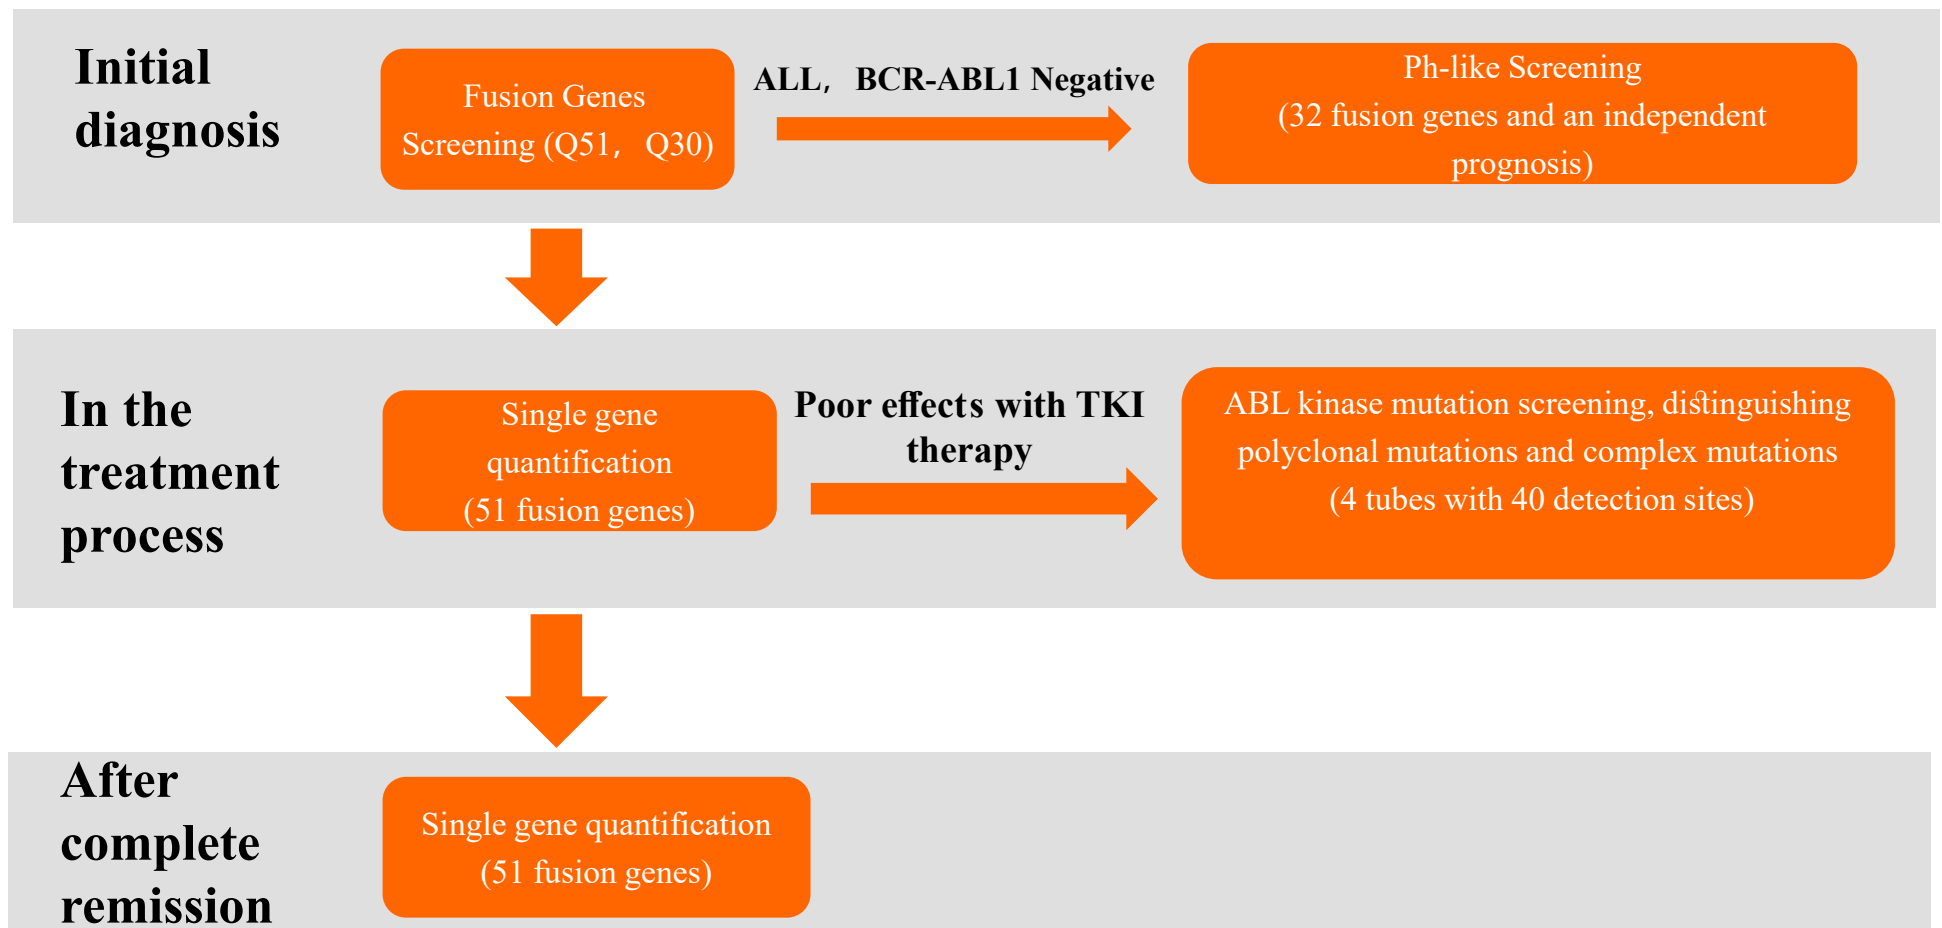 Initial
diagnosis
Fusion Genes
Screening (Q51， Q30)
ALL， BCR-ABL1 Negative
Ph-like Screening
(32 fusion genes and an independent
prognosis)
In the
treatment
process
Single gene
quantification
(51 fusion genes)
Poor effects with TKI
therapy
ABL kinase mutation screening, distinguishing
polyclonal mutations and complex mutations
(4 tubes with 40 detection sites)
After
complete
remission
Single gene quantification
(51 fusion genes)